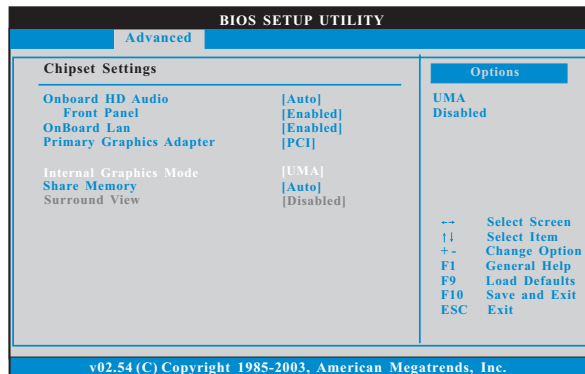 BIOS SETUP UTILITY
Advanced
Chipset Settings
Onboard HD Audio [Auto]
Front Panel [Enabled]
OnBoard Lan [Enabled]
Primary Graphics Adapter [PCI]
Internal Graphics Mode [UMA]
Share Memory [Auto]
Surround View [Disabled]
Options
UMA
Disabled
←→ Select Screen
↑↓ Select Item
+ - Change Option
F1 General Help
F9 Load Defaults
F10 Save and Exit
ESC Exit
v02.54 (C) Copyright 1985-2003, American Megatrends, Inc.